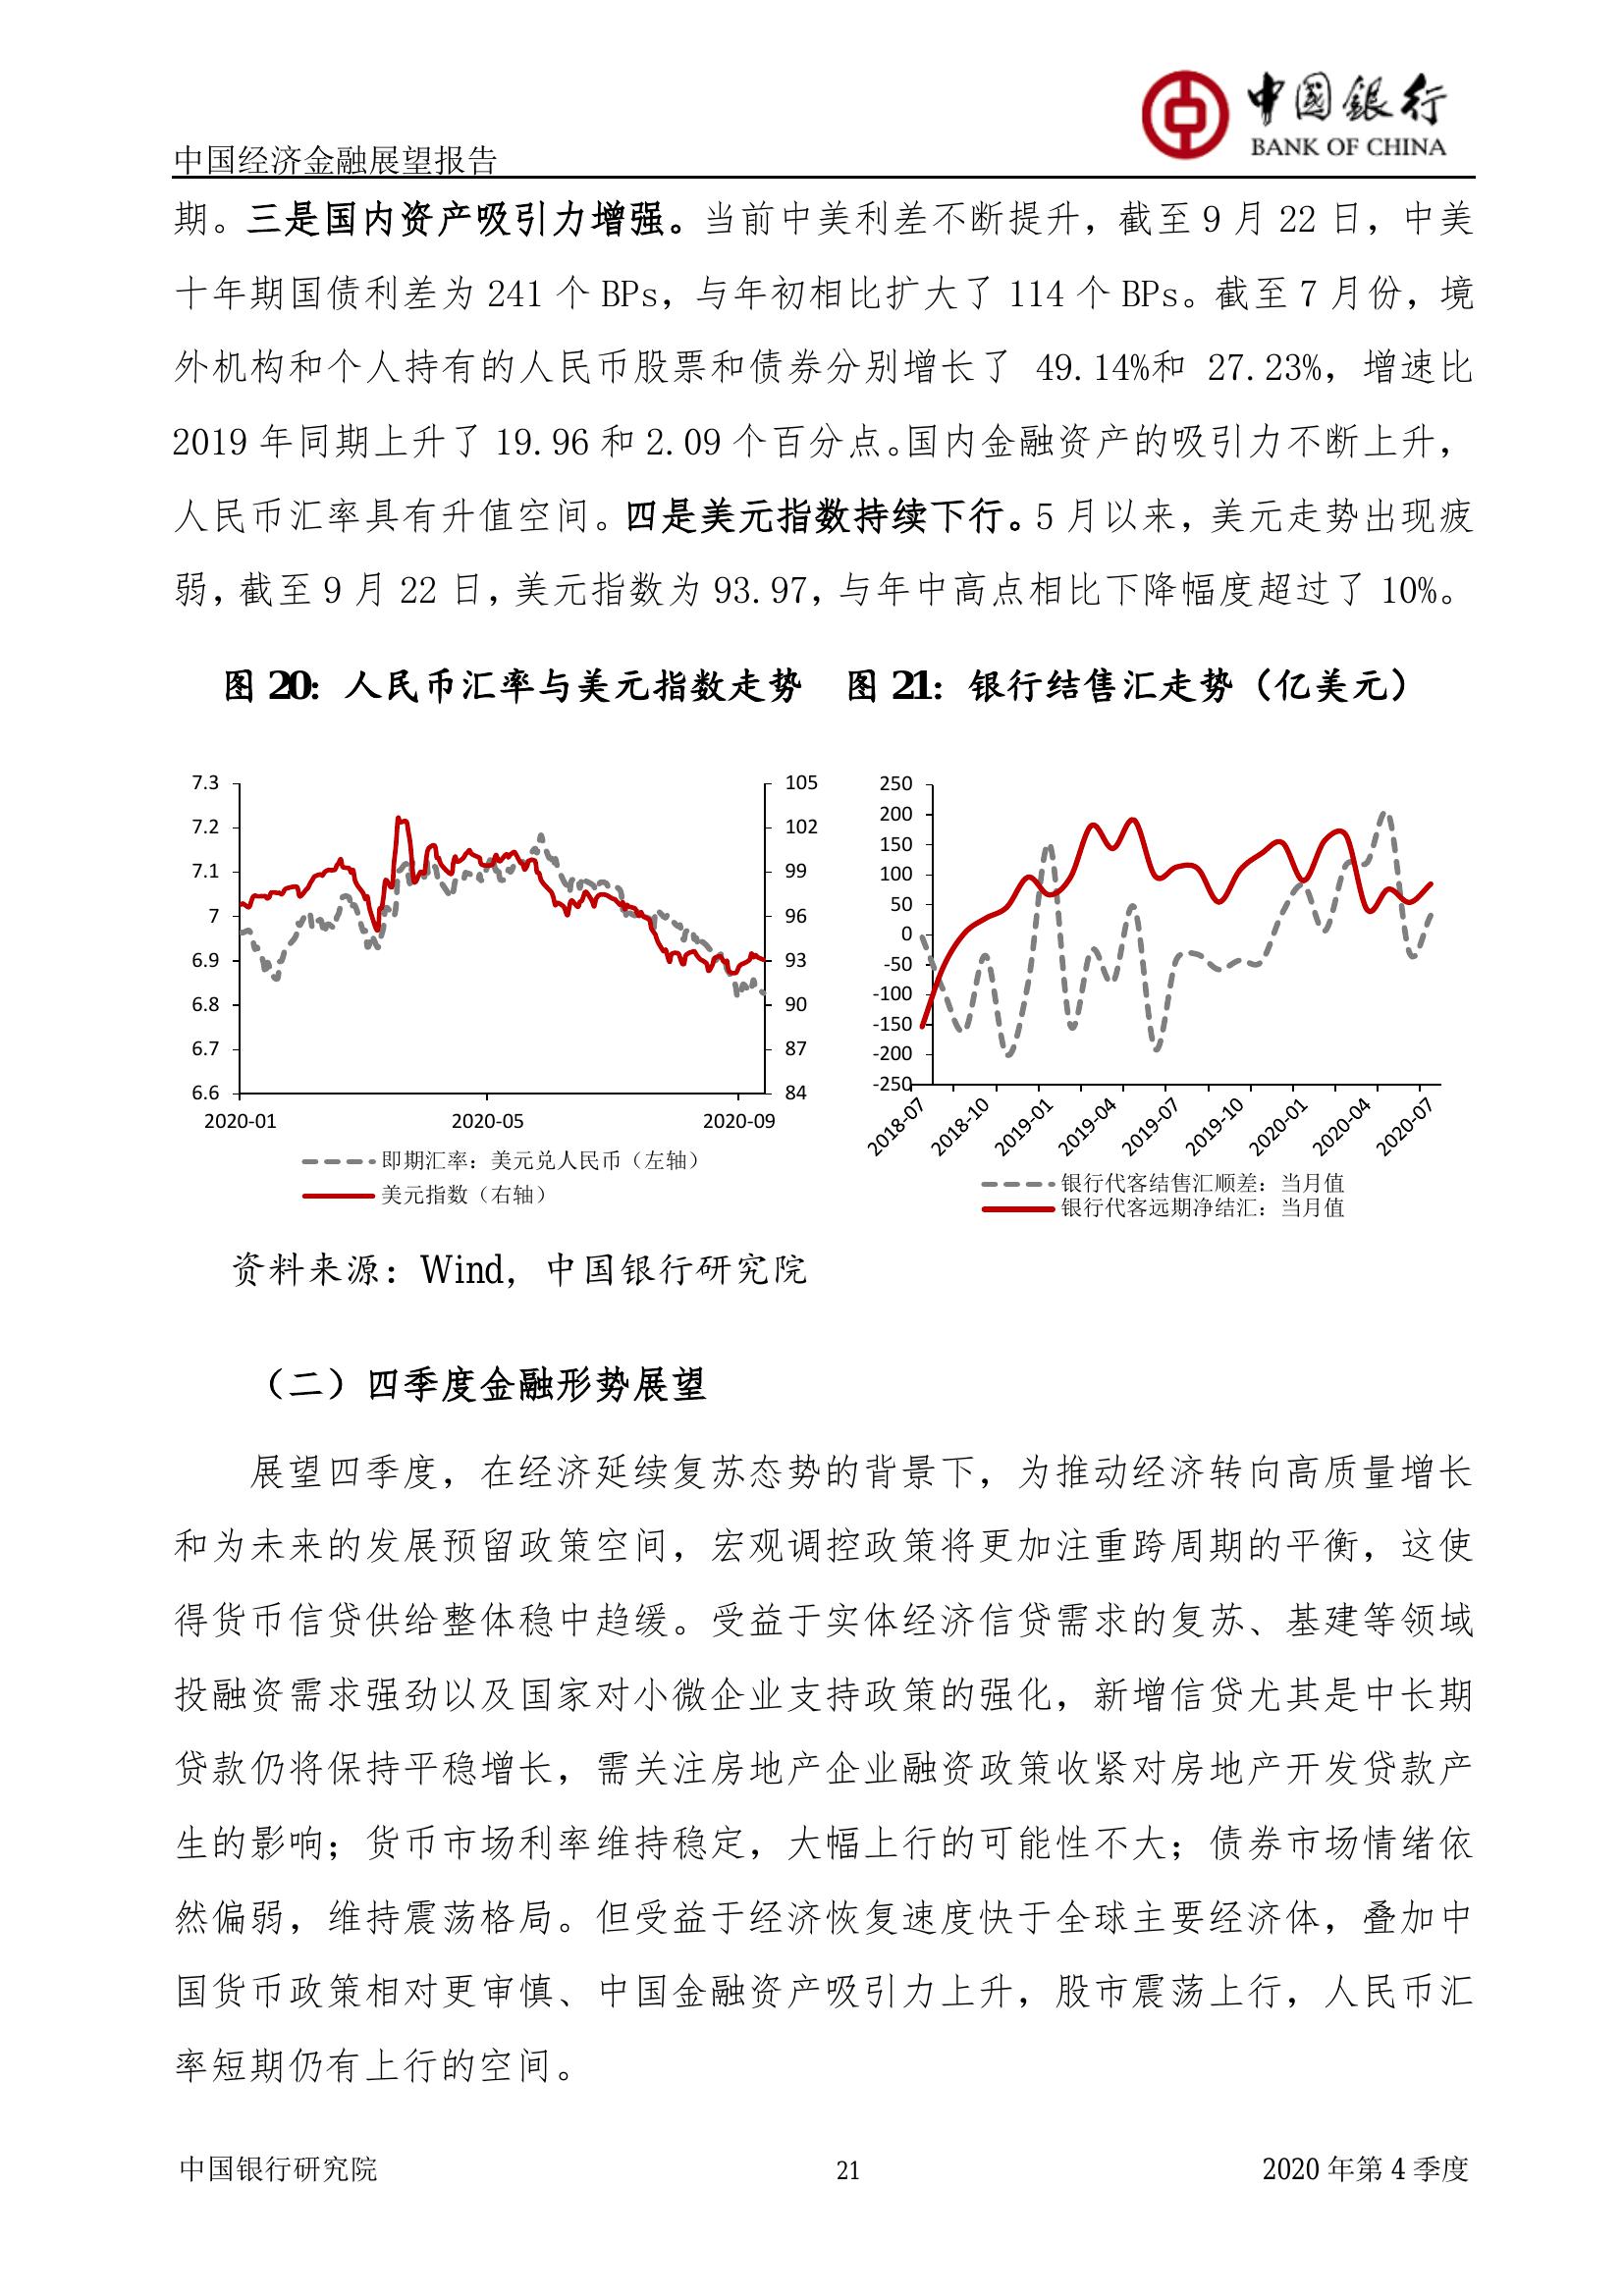 中國銀行
BANK OF CHINA
中国经济金融展望报告
期。三是国内资产吸引力增强。当前中美利差不断提升，截至 9 月 22 日，中美
十年期国债利差为 241 个 BPs，与年初相比扩大了 114 个 BPs。截至 7 月份，境
外机构和个人持有的人民币股票和债券分别增长了 49.14%和 27.23%，增速比
2019 年同期上升了 19.96 和 2.09 个百分点。国内金融资产的吸引力不断上升，
人民币汇率具有升值空间。四是美元指数持续下行。5 月以来，美元走势出现疲
弱，截至 9 月 22 日，美元指数为 93.97，与年中高点相比下降幅度超过了 10%。
图 20：人民币汇率与美元指数走势
7.3
7.2
7.1
7
6.9
6.8
6.7
6.6
105
102
99
96
93
90
87
84
2020-01 2020-05 2020-09
即期汇率：美元兑人民币（左轴）
美元指数（右轴）
图 21：银行结售汇走势（亿美元）
250
200
150
100
50
0
-50
-100
-150
-200
-250
2018-07 2018-10 2019-01 2019-04 2019-07 2019-10 2020-01 2020-04 2020-07
银行代客结售汇顺差：当月值
银行代客远期净结汇：当月值
资料来源：Wind，中国银行研究院
（二）四季度金融形势展望
展望四季度，在经济延续复苏态势的背景下，为推动经济转向高质量增长
和为未来的发展预留政策空间，宏观调控政策将更加注重跨周期的平衡，这使
得货币信贷供给整体稳中趋缓。受益于实体经济信贷需求的复苏、基建等领域
投融资需求强劲以及国家对小微企业支持政策的强化，新增信贷尤其是中长期
贷款仍将保持平稳增长，需关注房地产企业融资政策收紧对房地产开发贷款产
生的影响；货币市场利率维持稳定，大幅上行的可能性不大；债券市场情绪依
然偏弱，维持震荡格局。但受益于经济恢复速度快于全球主要经济体，叠加中
国货币政策相对更审慎、中国金融资产吸引力上升，股市震荡上行，人民币汇
率短期仍有上行的空间。
中国银行研究院 21 2020 年第 4 季度